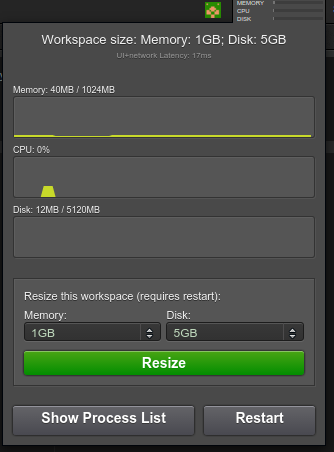 MEMORY
CPU
DISK
Workspace size: Memory: 1GB; Disk: 5GB
UI+network Latency: 17ms
Memory: 40MB / 1024MB
CPU: 0%
Disk: 12MB / 5120MB
Resize this workspace (requires restart):
Memory: Disk:
1GB 5GB
Resize
Show Process List Restart